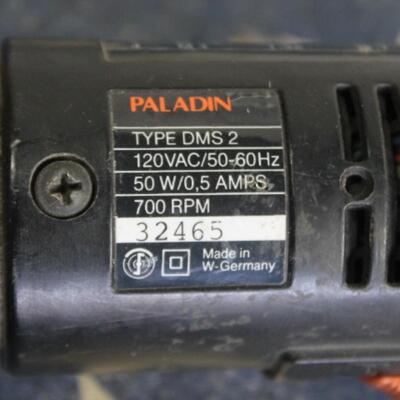 PALADIN
TYPE DMS 2
120VAC/50-60Hz
50 W/0,5 AMPS
700 RPM
32465
Made in
W-Germany